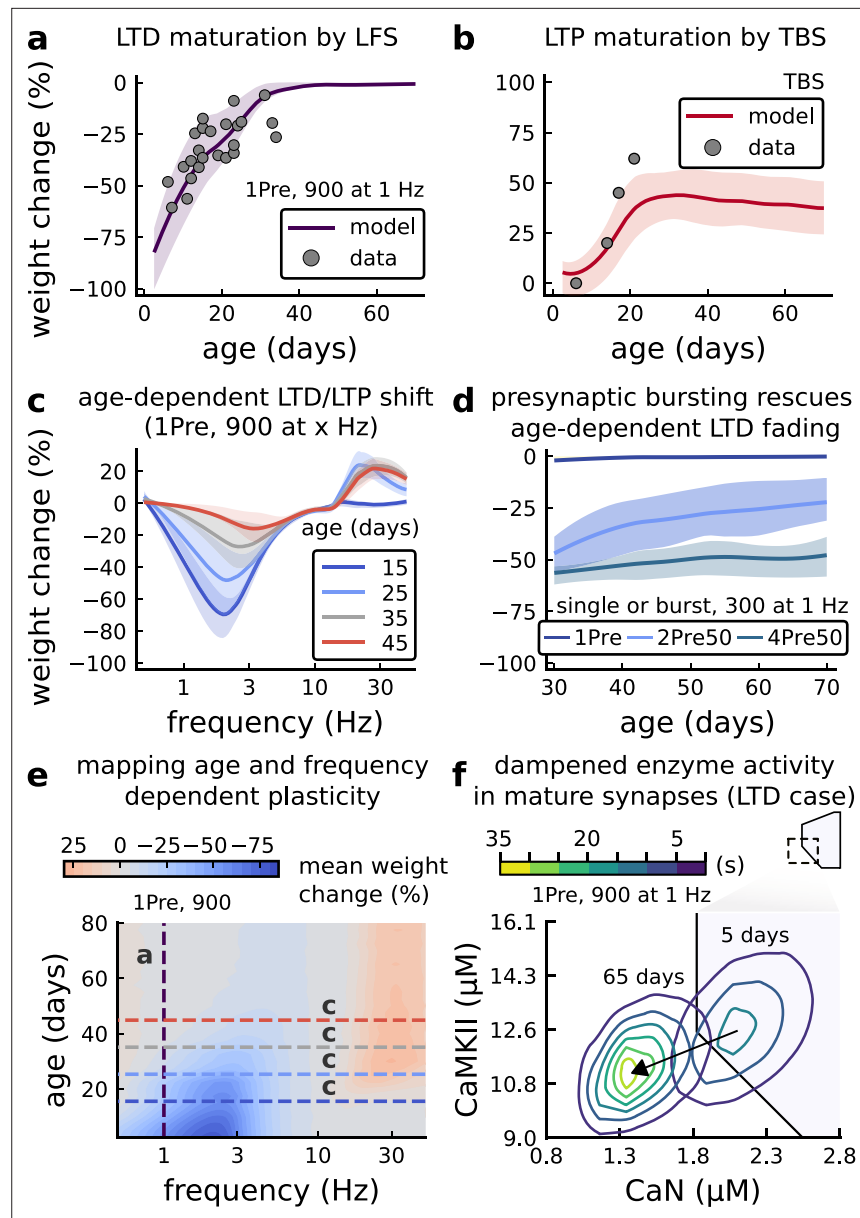 a
LTD maturation by LFS
weight change (%)
0
−25
−50
−75
−100
1Pre, 900 at 1 Hz
model
data
0 20 40 60
age (days)
b
LTP maturation by TBS
100
75
50
25
0
TBS
model
data
0 20 40 60
age (days)
c
age-dependent LTD/LTP shift
(1Pre, 900 at x Hz)
weight change (%)
20
0
−20
−40
−60
−80
−100
age (days)
15
25
35
45
1 3 10 30
frequency (Hz)
d
presynaptic bursting rescues
age-dependent LTD fading
0
−25
−50
−75
−100
single or burst, 300 at 1 Hz
1Pre 2Pre50 4Pre50
30 40 50 60 70
age (days)
e
mapping age and frequency
dependent plasticity
25 0 −25 −50 −75
mean weight
change (%)
1Pre, 900
age (days)
80
60
40
20
a
c
c
c
c
1 3 10 30
frequency (Hz)
f
dampened enzyme activity
in mature synapses (LTD case)
35 20 5
(s)
1Pre, 900 at 1 Hz
CaMKII (μM)
16.1
14.3
12.6
10.8
9.0
5 days
65 days
0.8 1.3 1.8 2.3 2.8
CaN (μM)